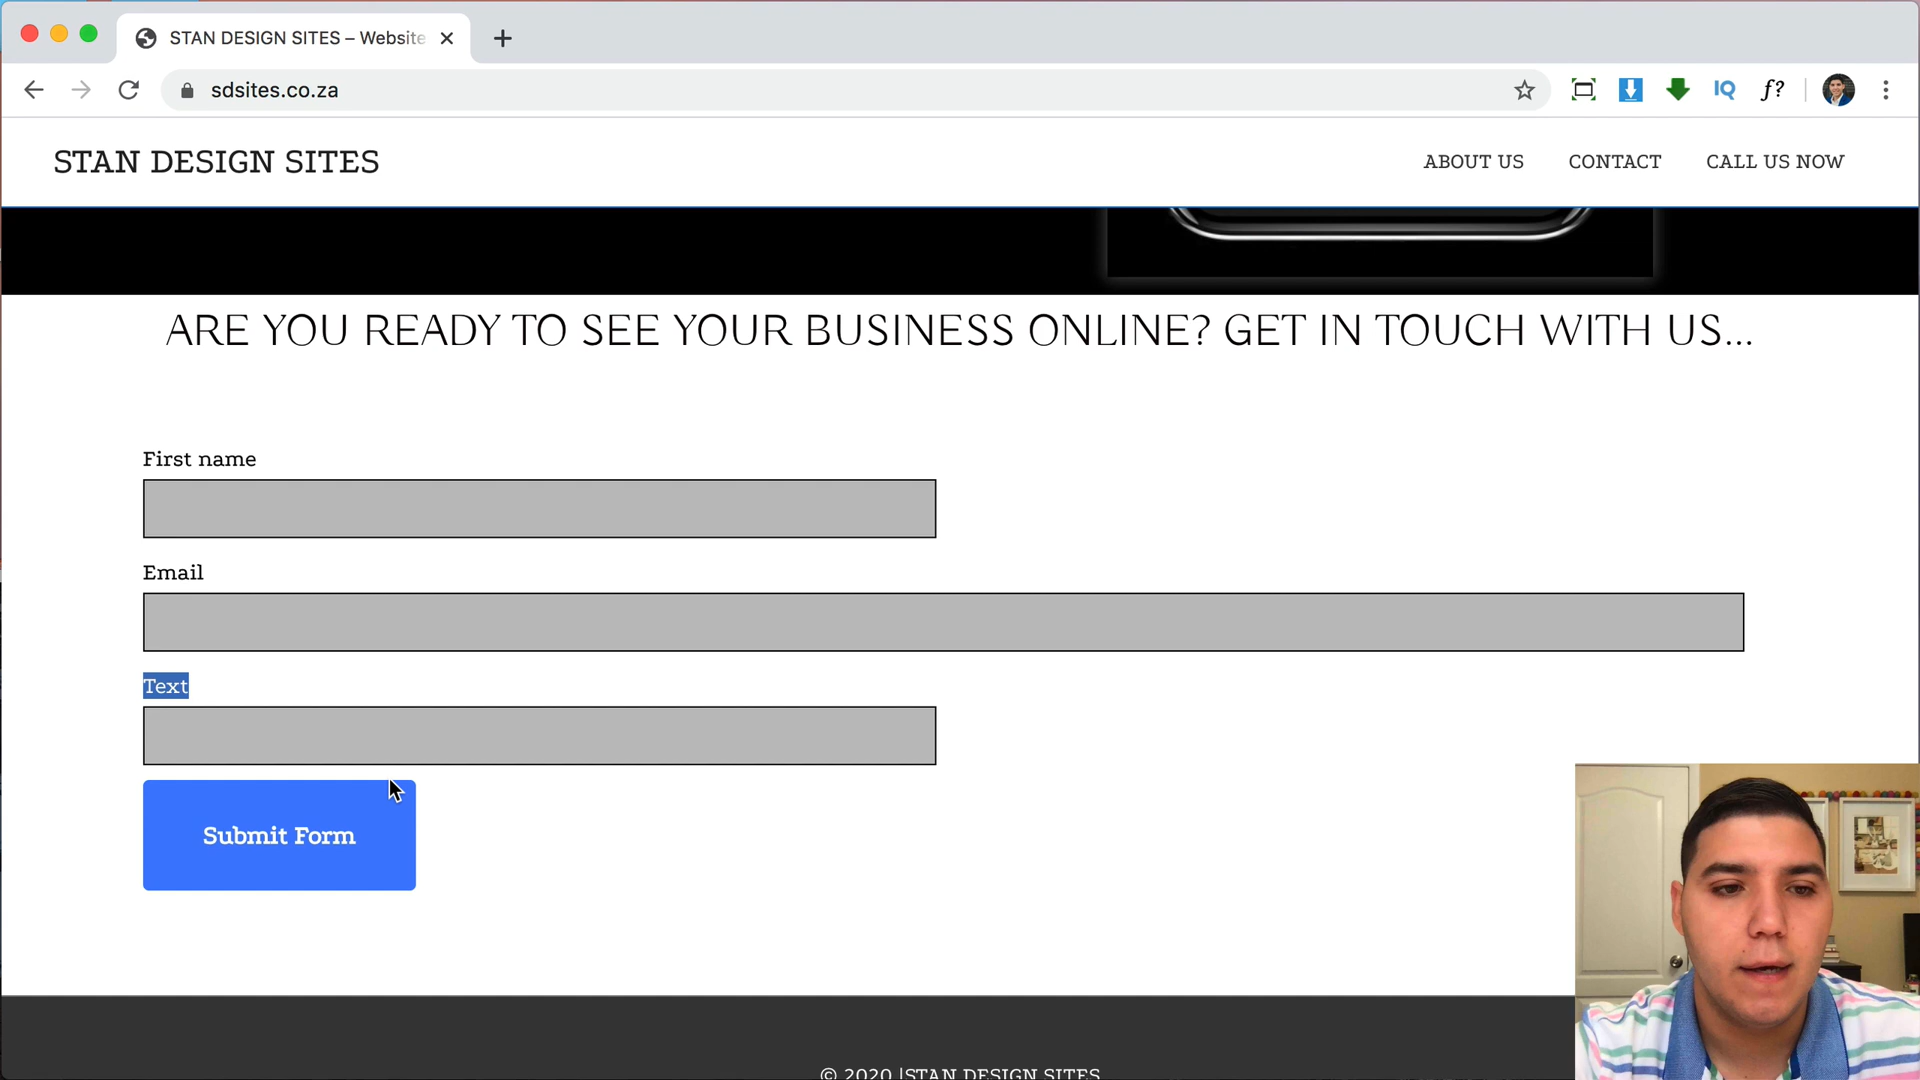 STAN DESIGN SITES – Website
sdsites.co.za
IQ
f?
STAN DESIGN SITES
ABOUT US
CONTACT
CALL US NOW
ARE YOU READY TO SEE YOUR BUSINESS ONLINE? GET IN TOUCH WITH US...
First name
Email
Text
Submit Form
© 2020 |STAN DESIGN SITES